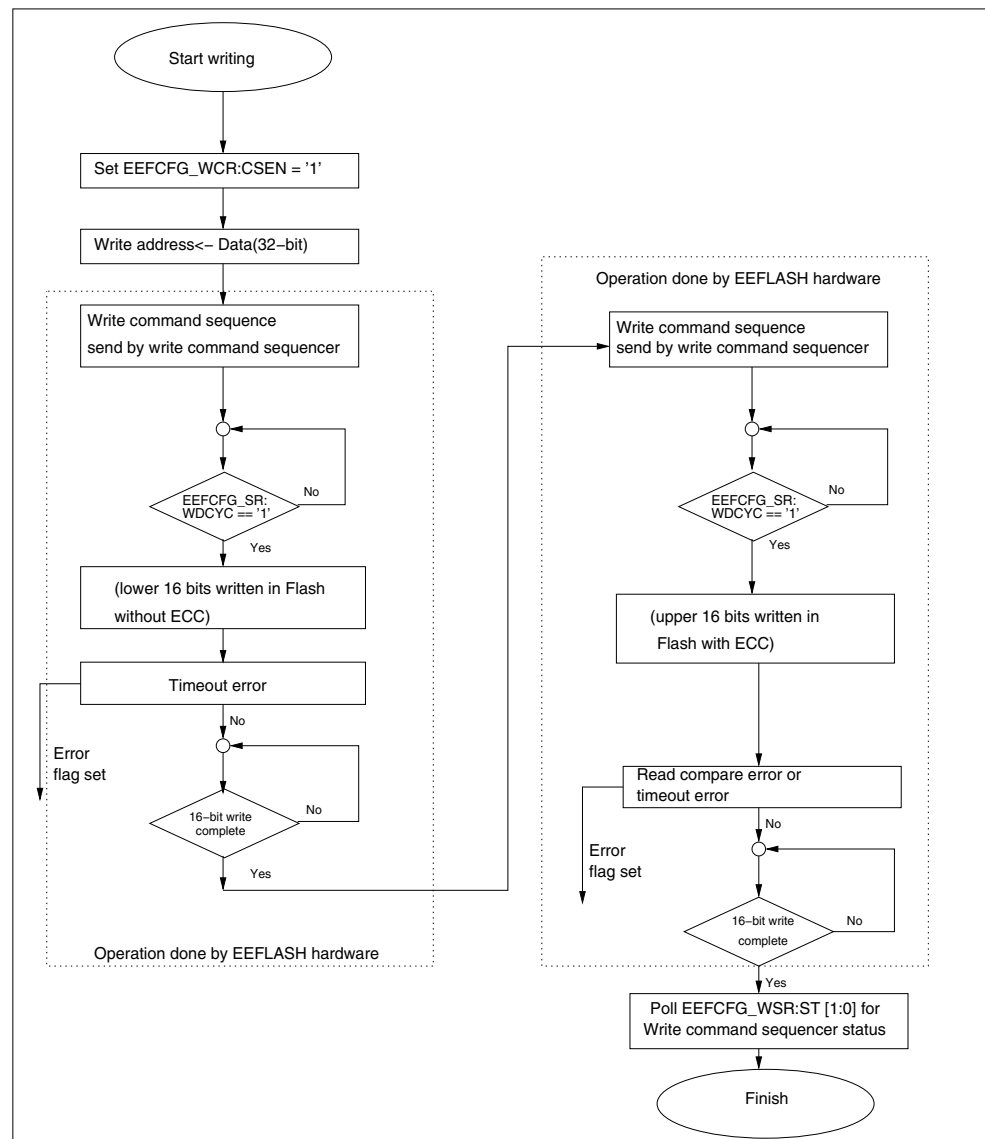 Start writing
Set EEFCFG_WCR:CSEN = '1'
Write address<- Data(32-bit)
Write command sequence
send by write command sequencer
EEFCFG_SR:
WDCYC == '1'
No
Yes
(lower 16 bits written in Flash
without ECC)
Timeout error
No
Error
flag set
16-bit write
complete
No
Yes
Operation done by EEFLASH hardware
Operation done by EEFLASH hardware
Write command sequence
send by write command sequencer
EEFCFG_SR:
WDCYC == '1'
No
Yes
(upper 16 bits written in
Flash with ECC)
Read compare error or
timeout error
No
Error
flag set
16-bit write
complete
No
Yes
Poll EEFCFG_WSR:ST [1:0] for
Write command sequencer status
Finish